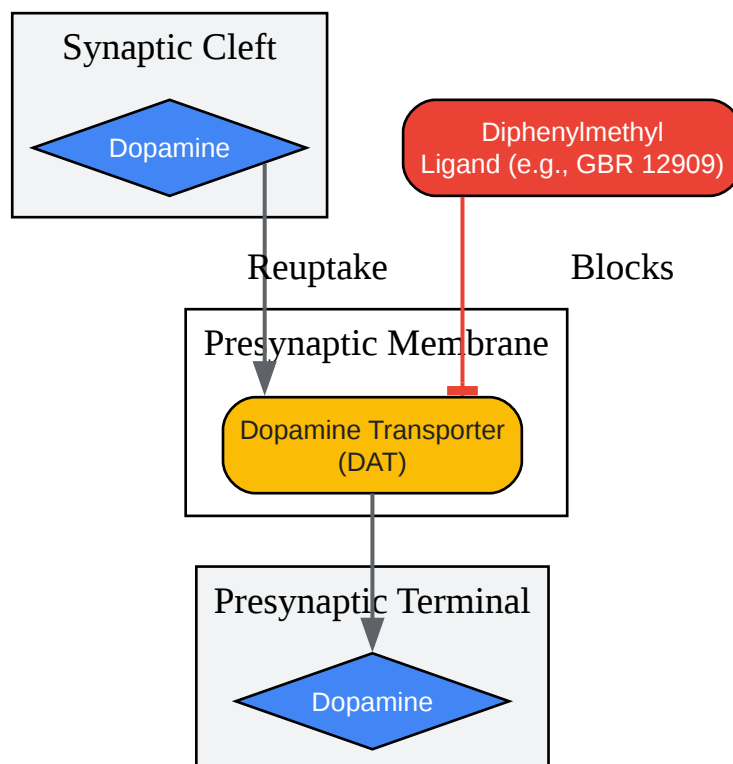 Synaptic Cleft
Dopamine
Diphenylmethyl
Ligand (e.g., GBR 12909)
Reuptake
Blocks
Presynaptic Membrane
Dopamine Transporter
(DAT)
Presynaptic Terminal
Dopamine